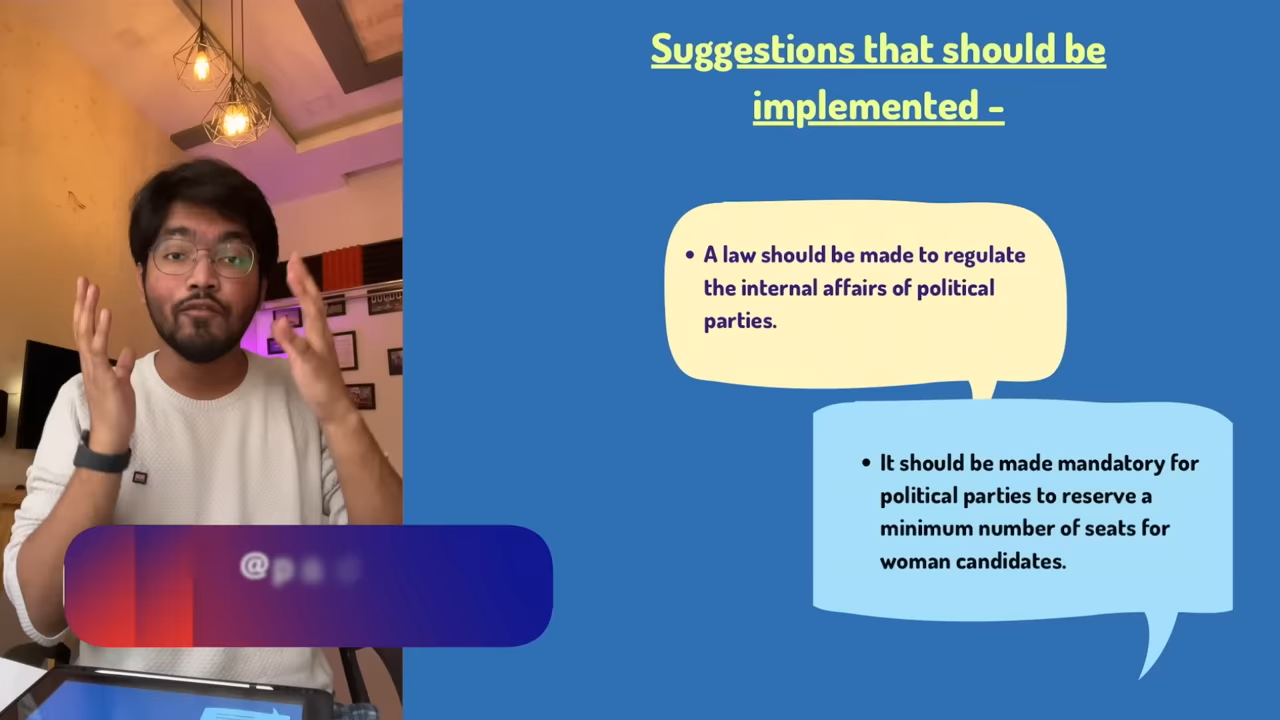 Suggestions that should be
implemented -
• A law should be made to regulate
the internal affairs of political
parties.
• It should be made mandatory for
political parties to reserve a
minimum number of seats for
woman candidates.